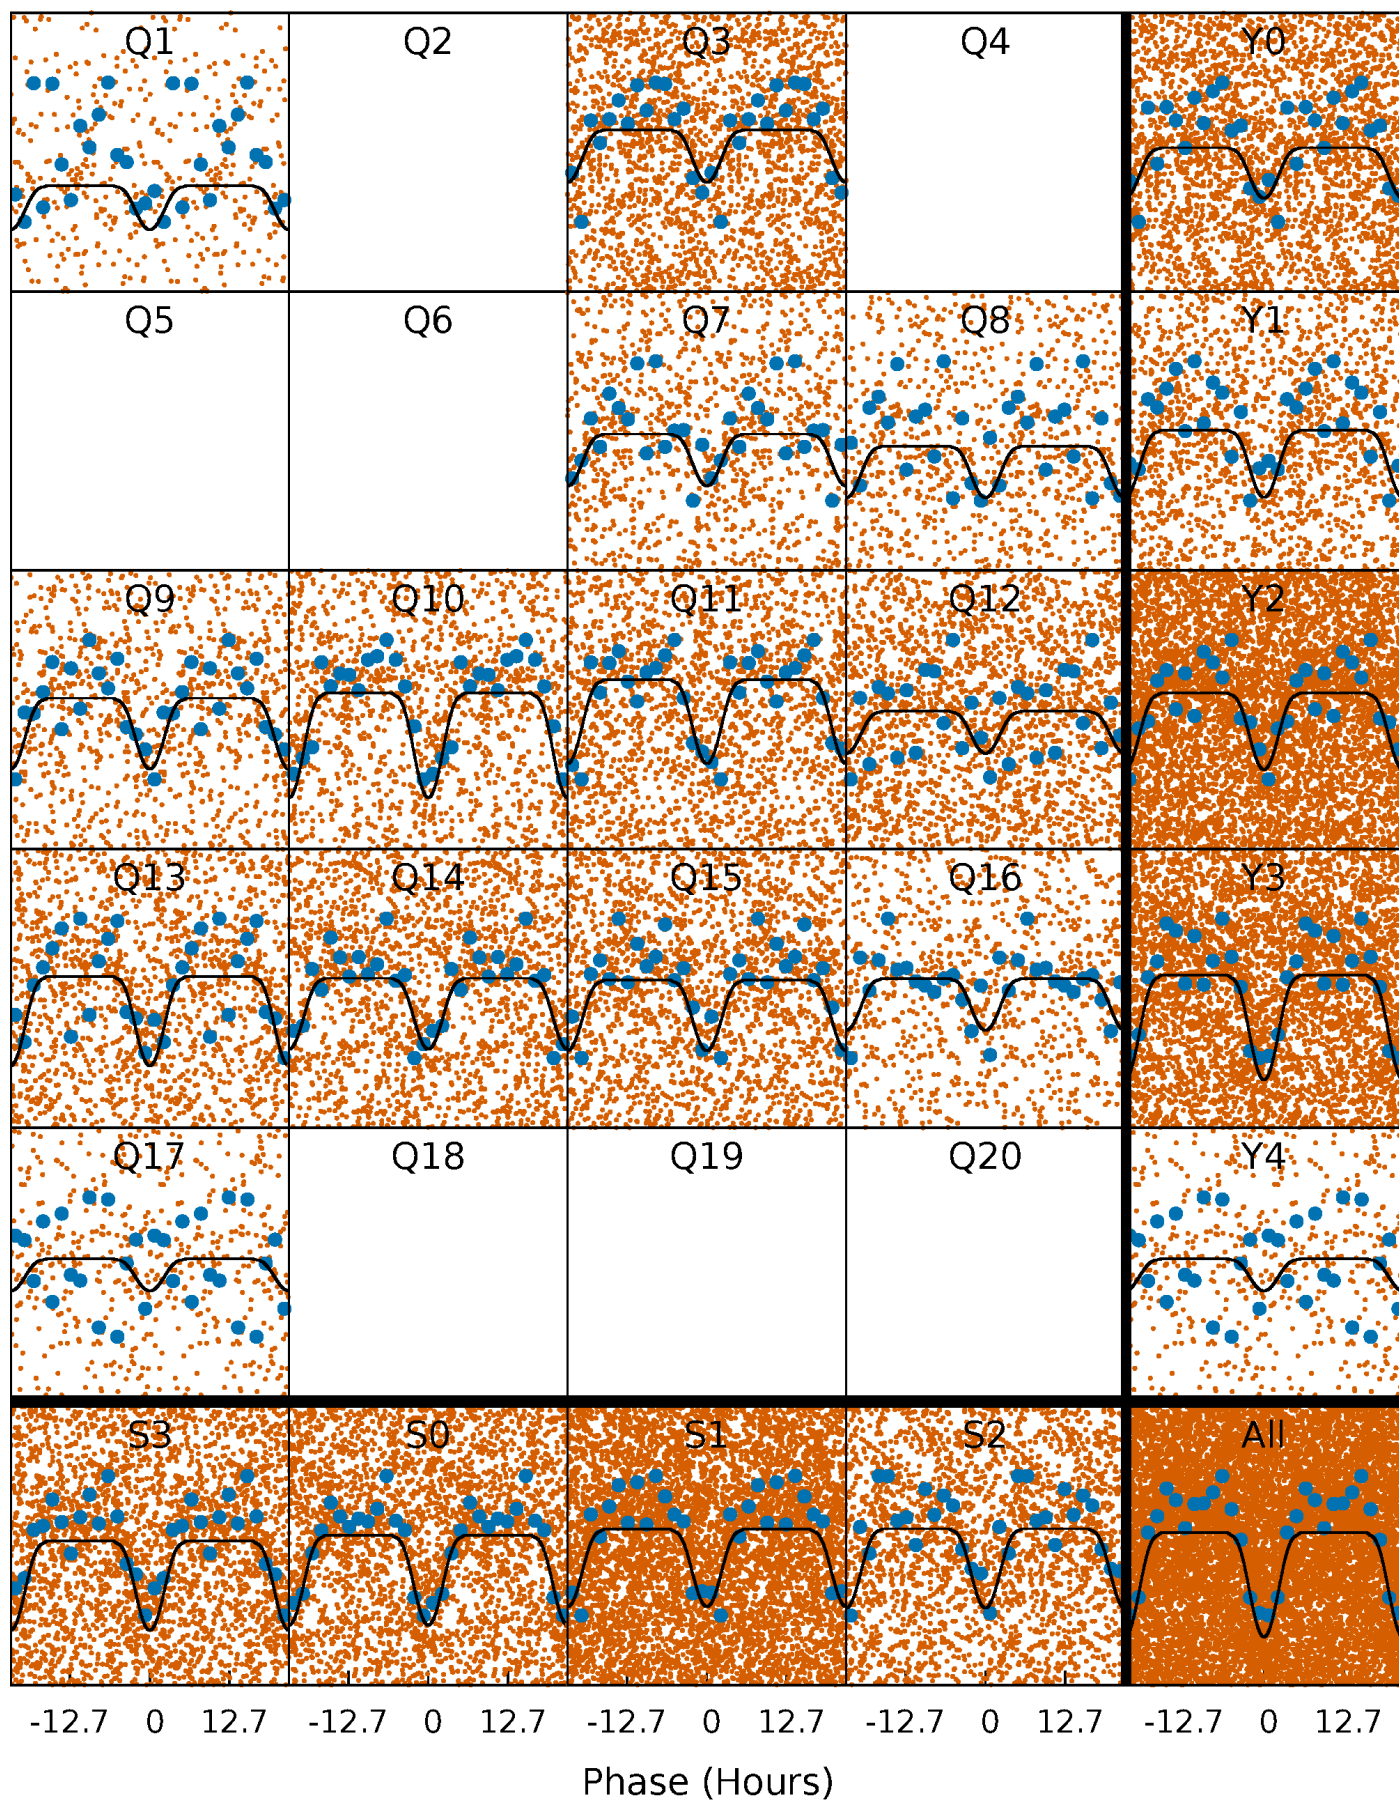 Q1 Q2 Q3 Q4 Y0
Q5 Q6 Q7 Q8 Y1
Q9 Q10 Q11 Q12 Y2
Q13 Q14 Q15 Q16 Y3
Q17 Q18 Q19 Q20 Y4
S3 S0 S1 S2 All
-12.7 0 12.7 -12.7 0 12.7 -12.7 0 12.7 -12.7 0 12.7 -12.7 0 12.7
Phase (Hours)